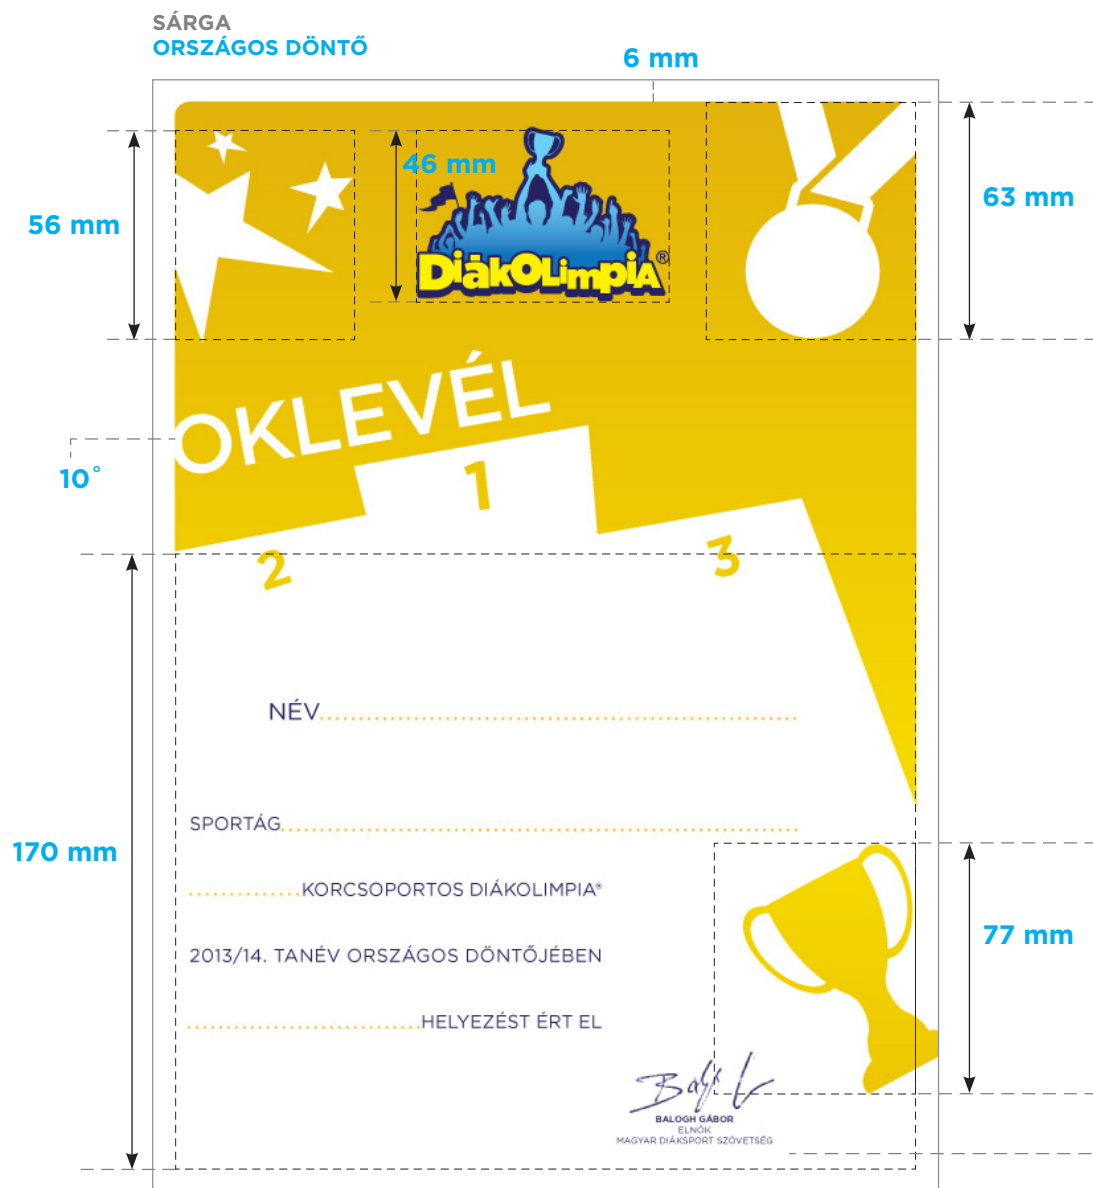 SÁRGA
ORSZÁGOS DÖNTŐ
6 mm
46 mm
56 mm
63 mm
DiákOLimpiA®
OKLEVÉL
10°
1
2
3
NÉV
SPORTÁG
170 mm
KORCSOPORTOS DIÁKOLIMPIA®
77 mm
2013/14. TANÉV ORSZÁGOS DÖNTŐJÉBEN
HELYEZÉST ÉRT EL
BALOGH GÁBOR
ELNÖK
MAGYAR DIÁKSPORT SZÖVETSÉG